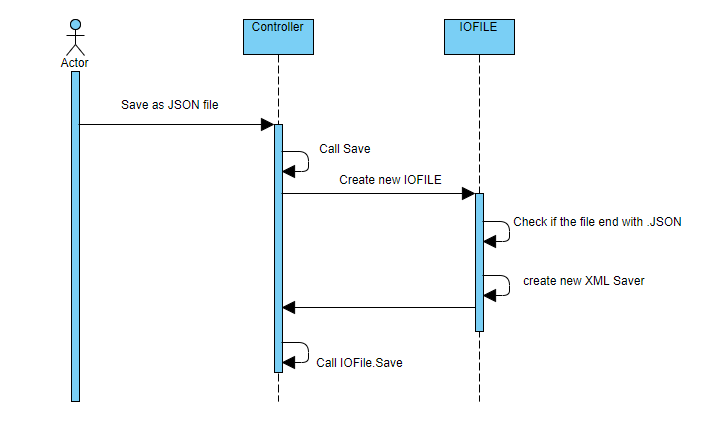 Controller
IOFILE
Actor
Save as JSON file
Call Save
Create new IOFILE
Check if the file end with .JSON
create new XML Saver
Call IOFile.Save